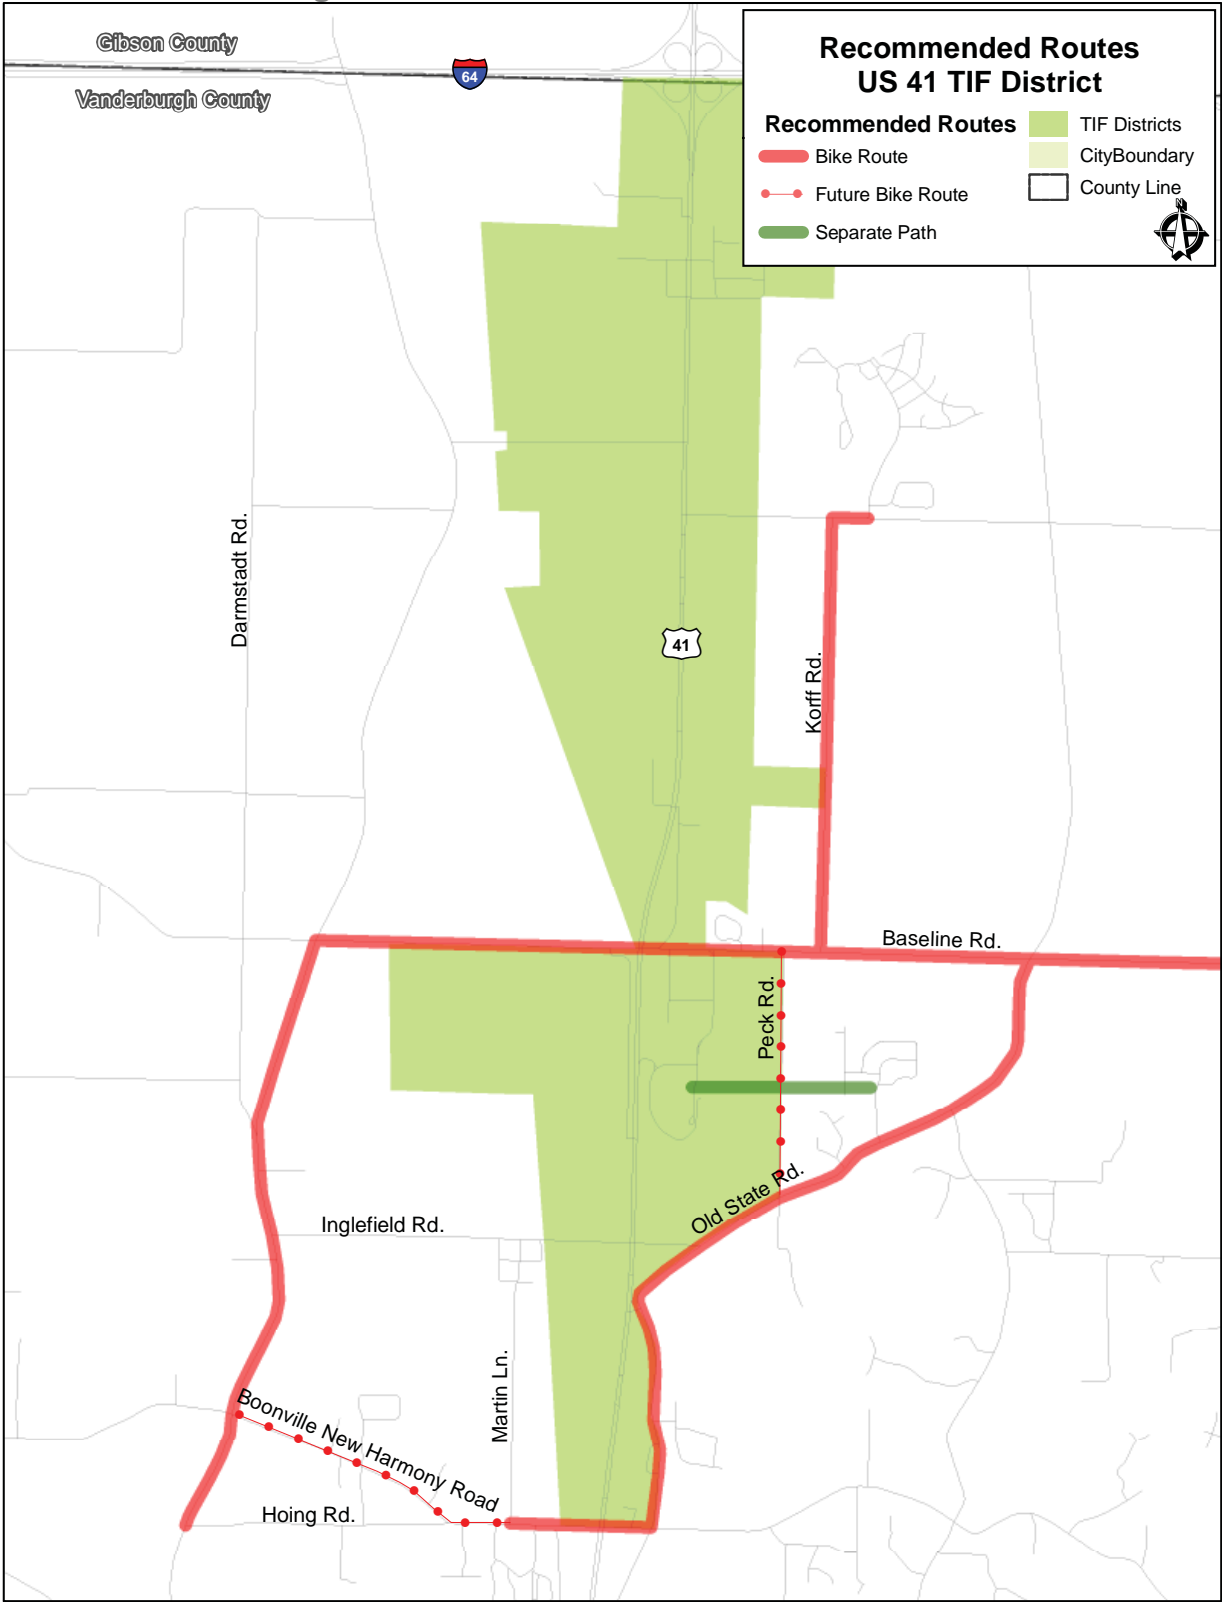 Gibson County
Vanderburgh County
64
Recommended Routes
US 41 TIF District
Recommended Routes
Bike Route
Future Bike Route
Separate Path
TIF Districts
CityBoundary
County Line
N
Darmstadt Rd.
41
Korff Rd.
Baseline Rd.
Peck Rd.
Old State Rd.
Inglefield Rd.
Martin Ln.
Boonville New Harmony Road
Hoing Rd.